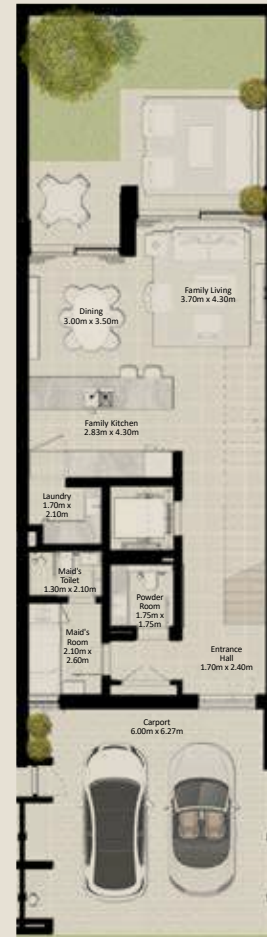 Family Living
3.70m x 4.30m
Dining
3.00m x 3.50m
Family Kitchen
2.83m x 4.30m
Laundry
1.70m x
2.10m
Maid's
Toilet
1.30m x 2.10m
Powder
Room
1.75m x
1.75m
Maid's
Room
2.10m x
2.60m
Entrance
Hall
1.70m x 2.40m
Carport
6.00m x 6.27m